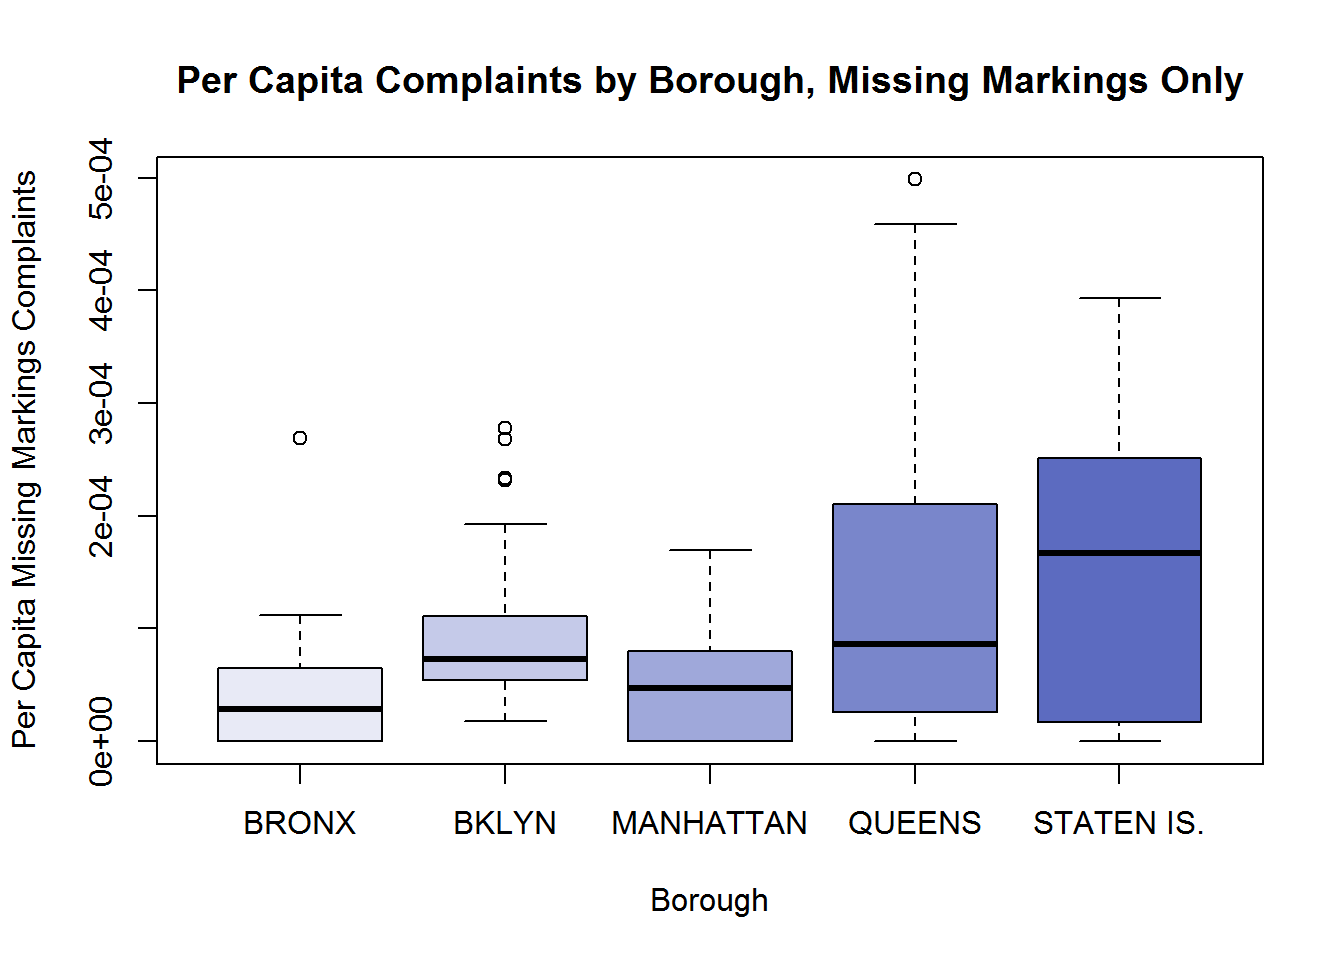 Per Capita Complaints by Borough, Missing Markings Only
Per Capita Missing Markings Complaints
5e-04
4e-04
3e-04
2e-04
0e+00
BRONX
BKLYN
MANHATTAN
QUEENS
STATEN IS.
Borough